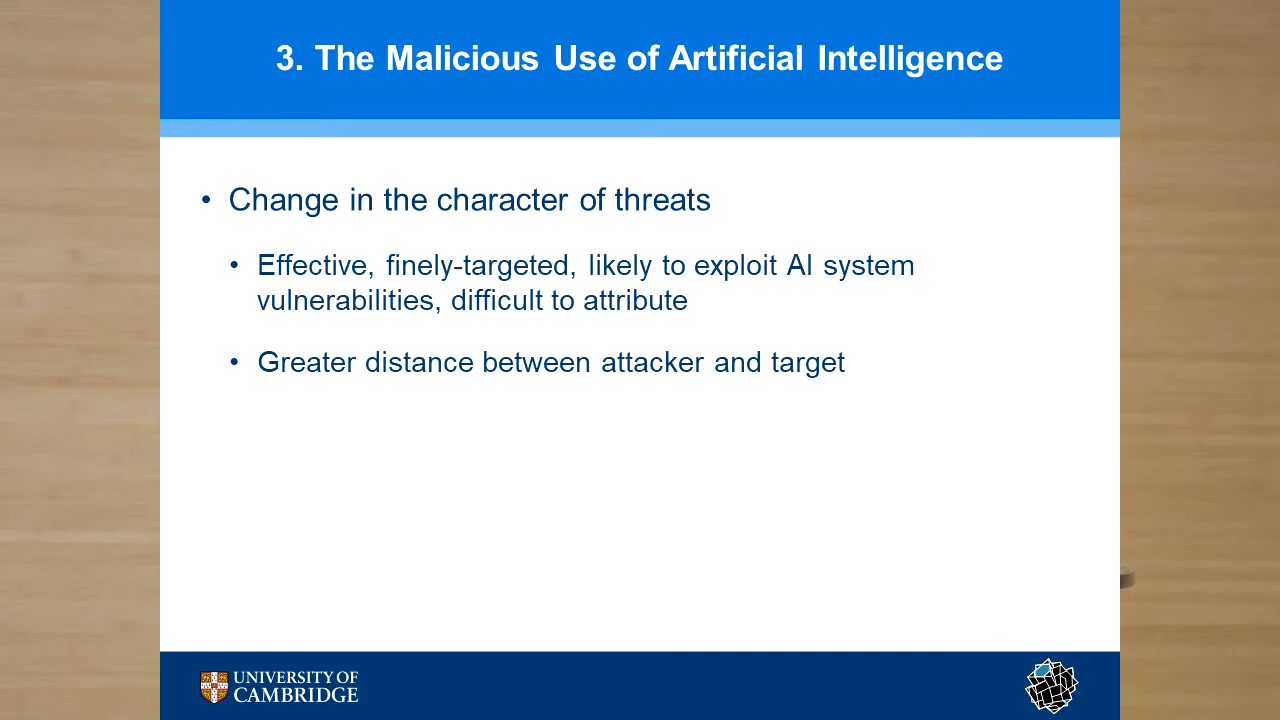 3. The Malicious Use of Artificial Intelligence
• Change in the character of threats
• Effective, finely-targeted, likely to exploit AI system
vulnerabilities, difficult to attribute
• Greater distance between attacker and target
UNIVERSITY OF
CAMBRIDGE